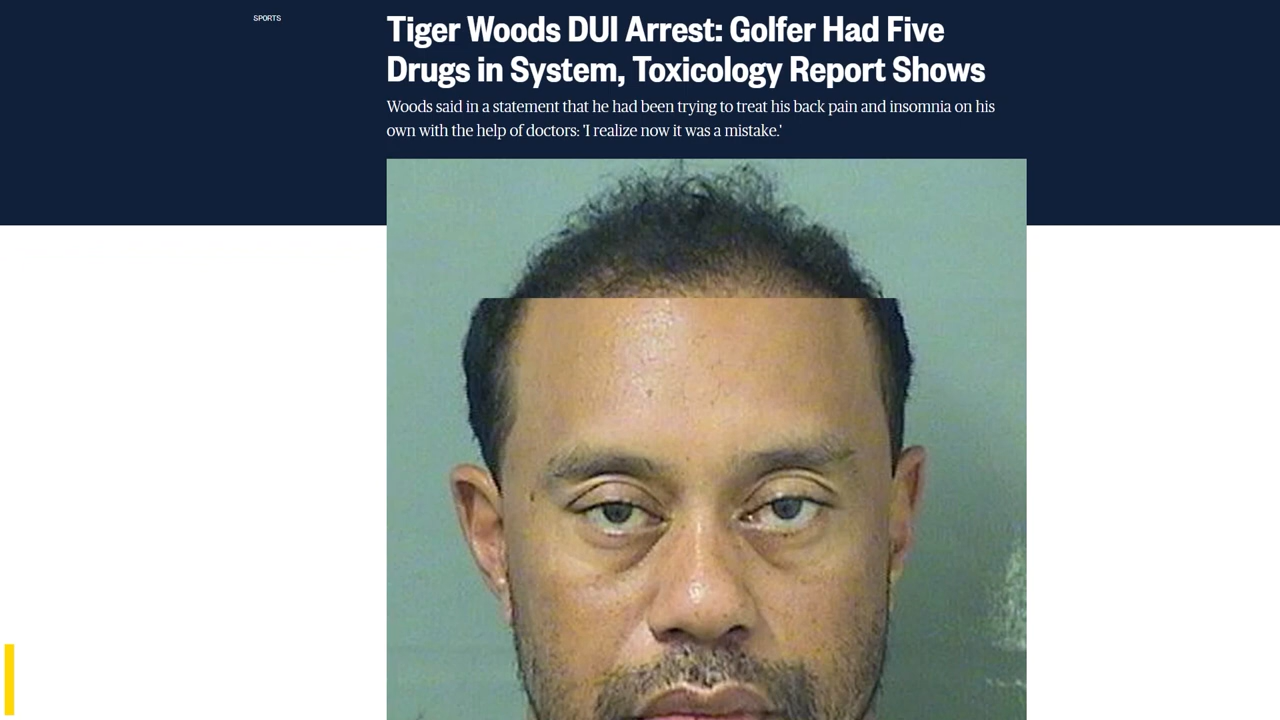 SPORTS
Tiger Woods DUI Arrest: Golfer Had Five
Drugs in System, Toxicology Report Shows
Woods said in a statement that he had been trying to treat his back pain and insomnia on his
own with the help of doctors: 'I realize now it was a mistake.'